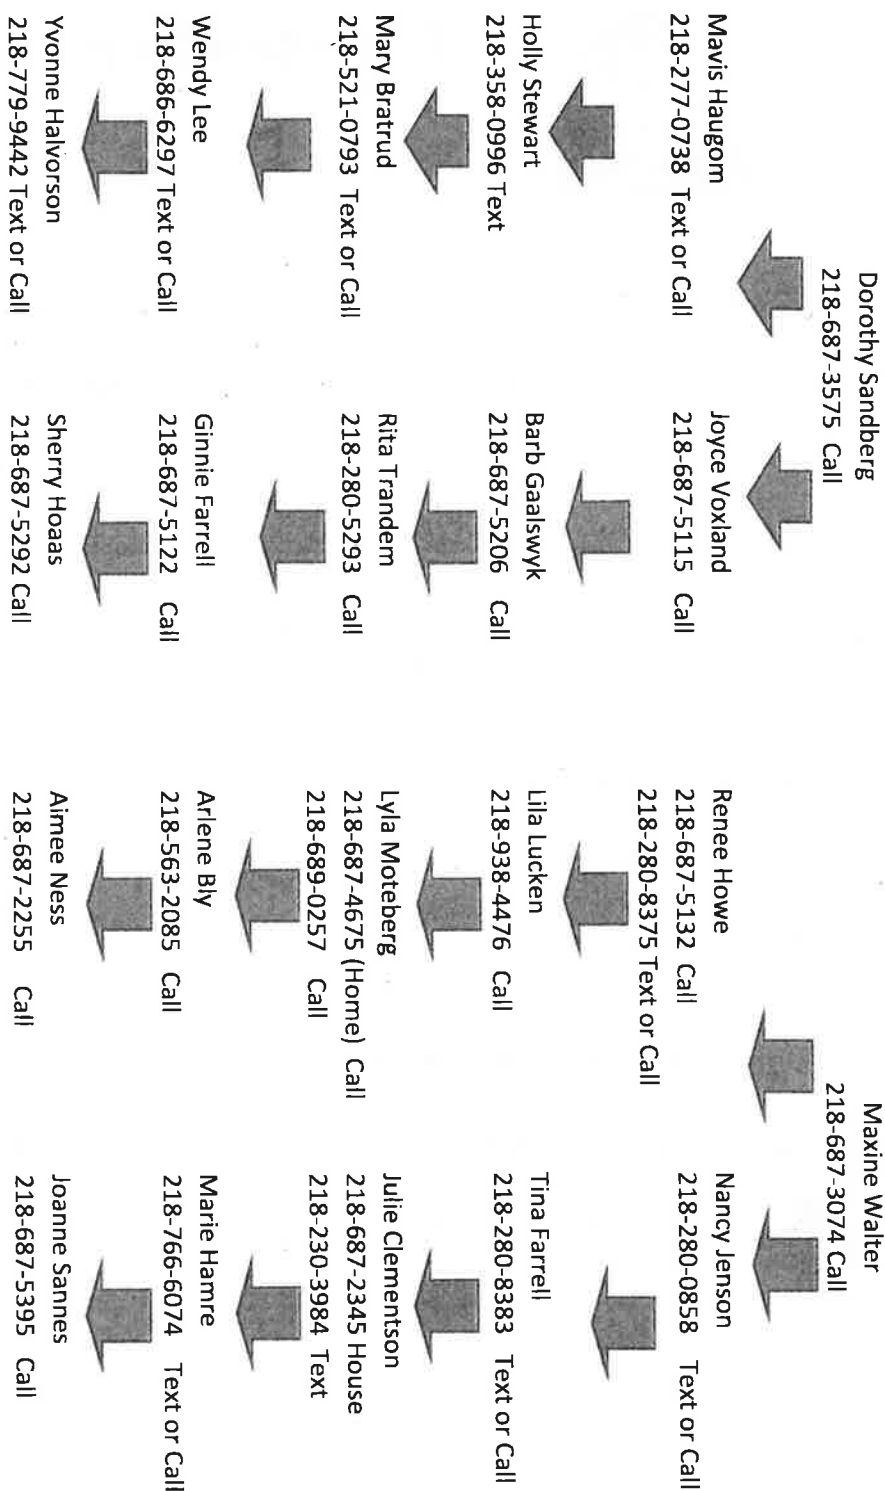 Dorothy Sandberg
218-687-3575 Call
Mavis Haugom
218-277-0738 Text or Call
Holly Stewart
218-358-0996 Text
Mary Bratrud
218-521-0793 Text or Call
Wendy Lee
218-686-6297 Text or Call
Yvonne Halvorson
218-779-9442 Text or Call
Joyce Voxland
218-687-5115 Call
Barb Gaalswyk
218-687-5206 Call
Rita Trandem
218-280-5293 Call
Ginnie Farrell
218-687-5122 Call
Sherry Hoaas
218-687-5292 Call
Maxine Walter
218-687-3074 Call
Renee Howe
218-687-5132 Call
218-280-8375 Text or Call
Lila Lucken
218-938-4476 Call
Lyla Moteberg
218-687-4675 (Home) Call
218-689-0257 Call
Arlene Bly
218-563-2085 Call
Aimee Ness
218-687-2255 Call
Nancy Jenson
218-280-0858 Text or Call
Tina Farrell
218-280-8383 Text or Call
Julie Clementson
218-687-2345 House
218-230-3984 Text
Marie Hamre
218-766-6074 Text or Call
Joanne Sannes
218-687-5395 Call